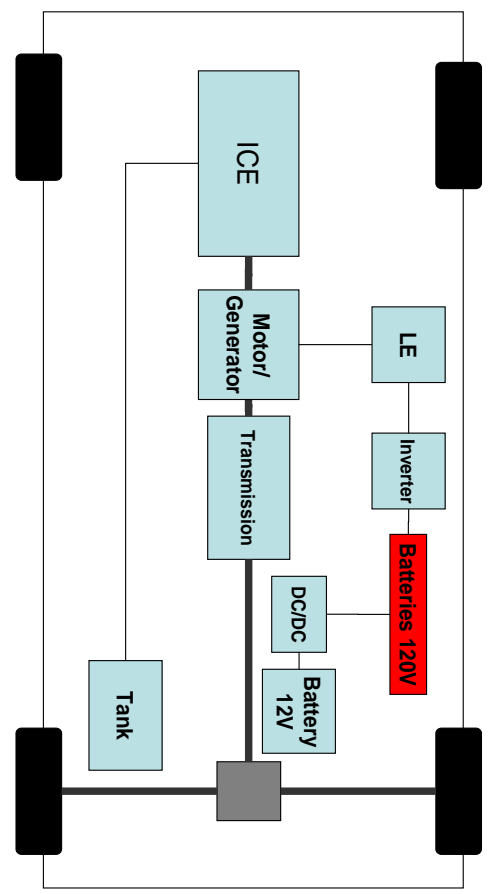 ICE
Motor/
Generator
LE
Transmission
Inverter
Batteries 120V
DC/DC
Battery
12V
Tank